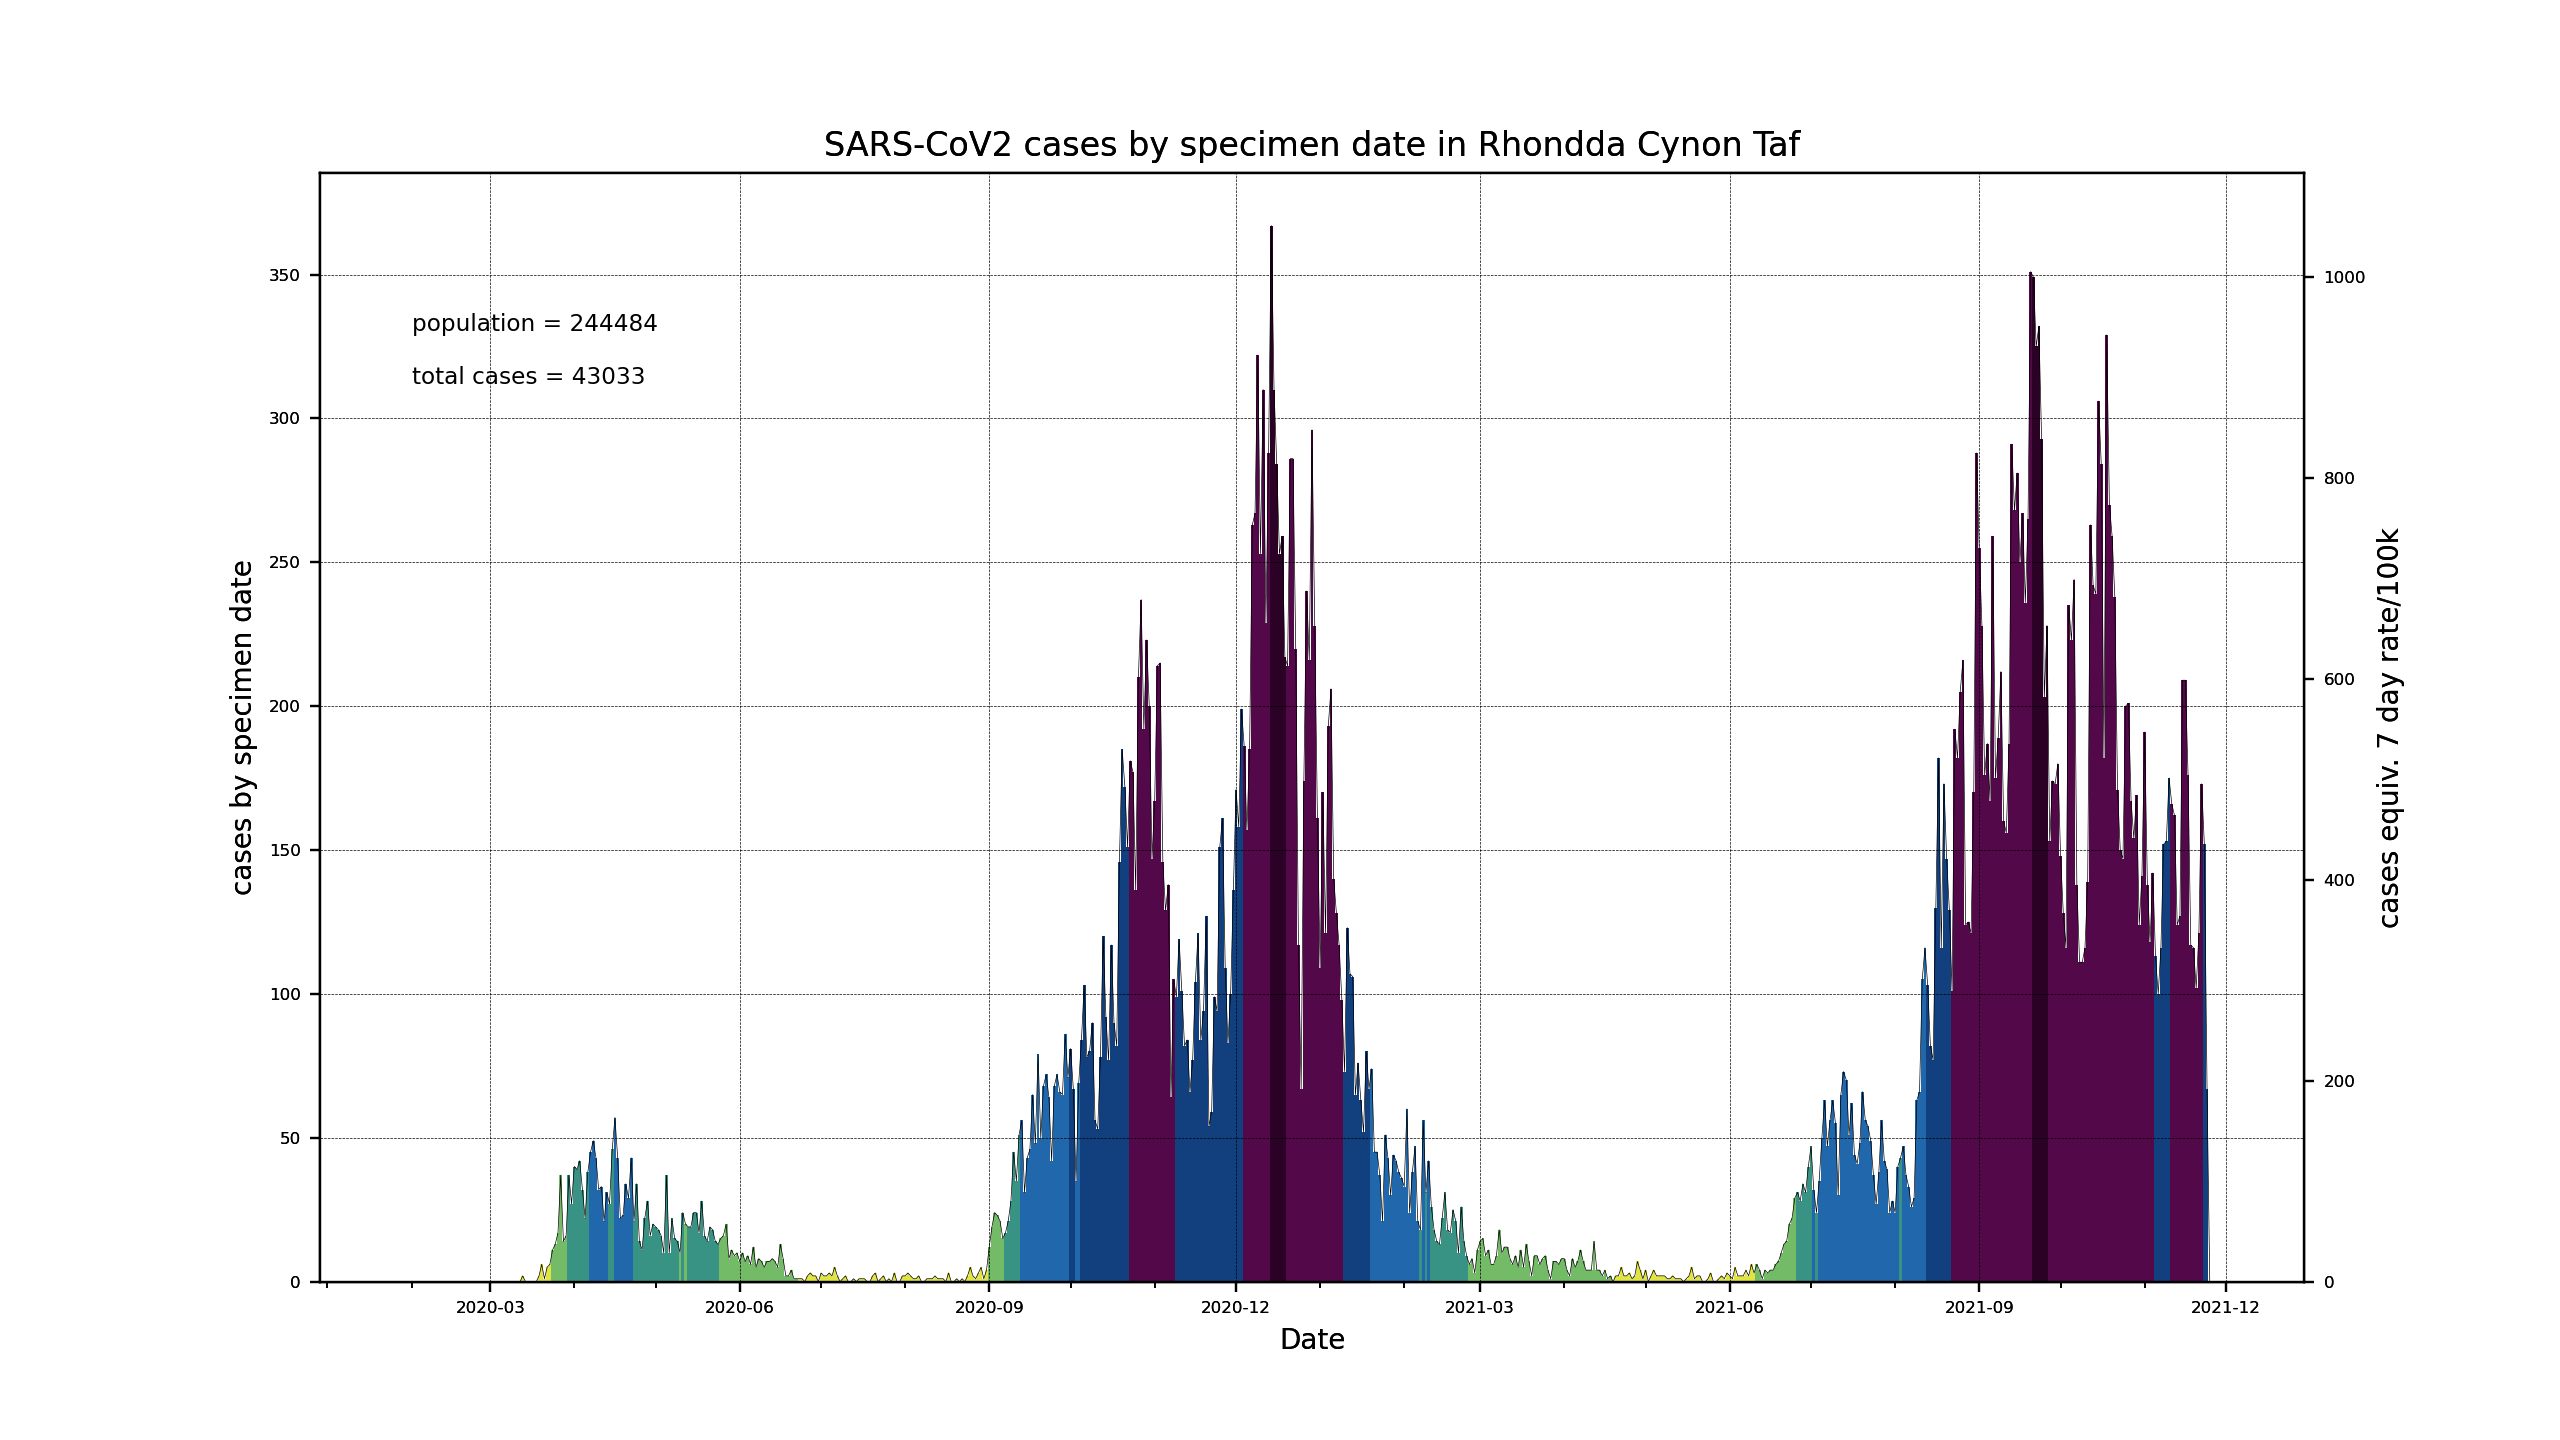 SARS-CoV2 cases by specimen date in Rhondda Cynon Taf
population = 244484
total cases = 43033
cases by specimen date
350
300
250
200
150
100
50
0
1000
800
600
400
200
0
cases equiv. 7 day rate/100k
2020-03 2020-06 2020-09 2020-12 2021-03 2021-06 2021-09 2021-12
Date